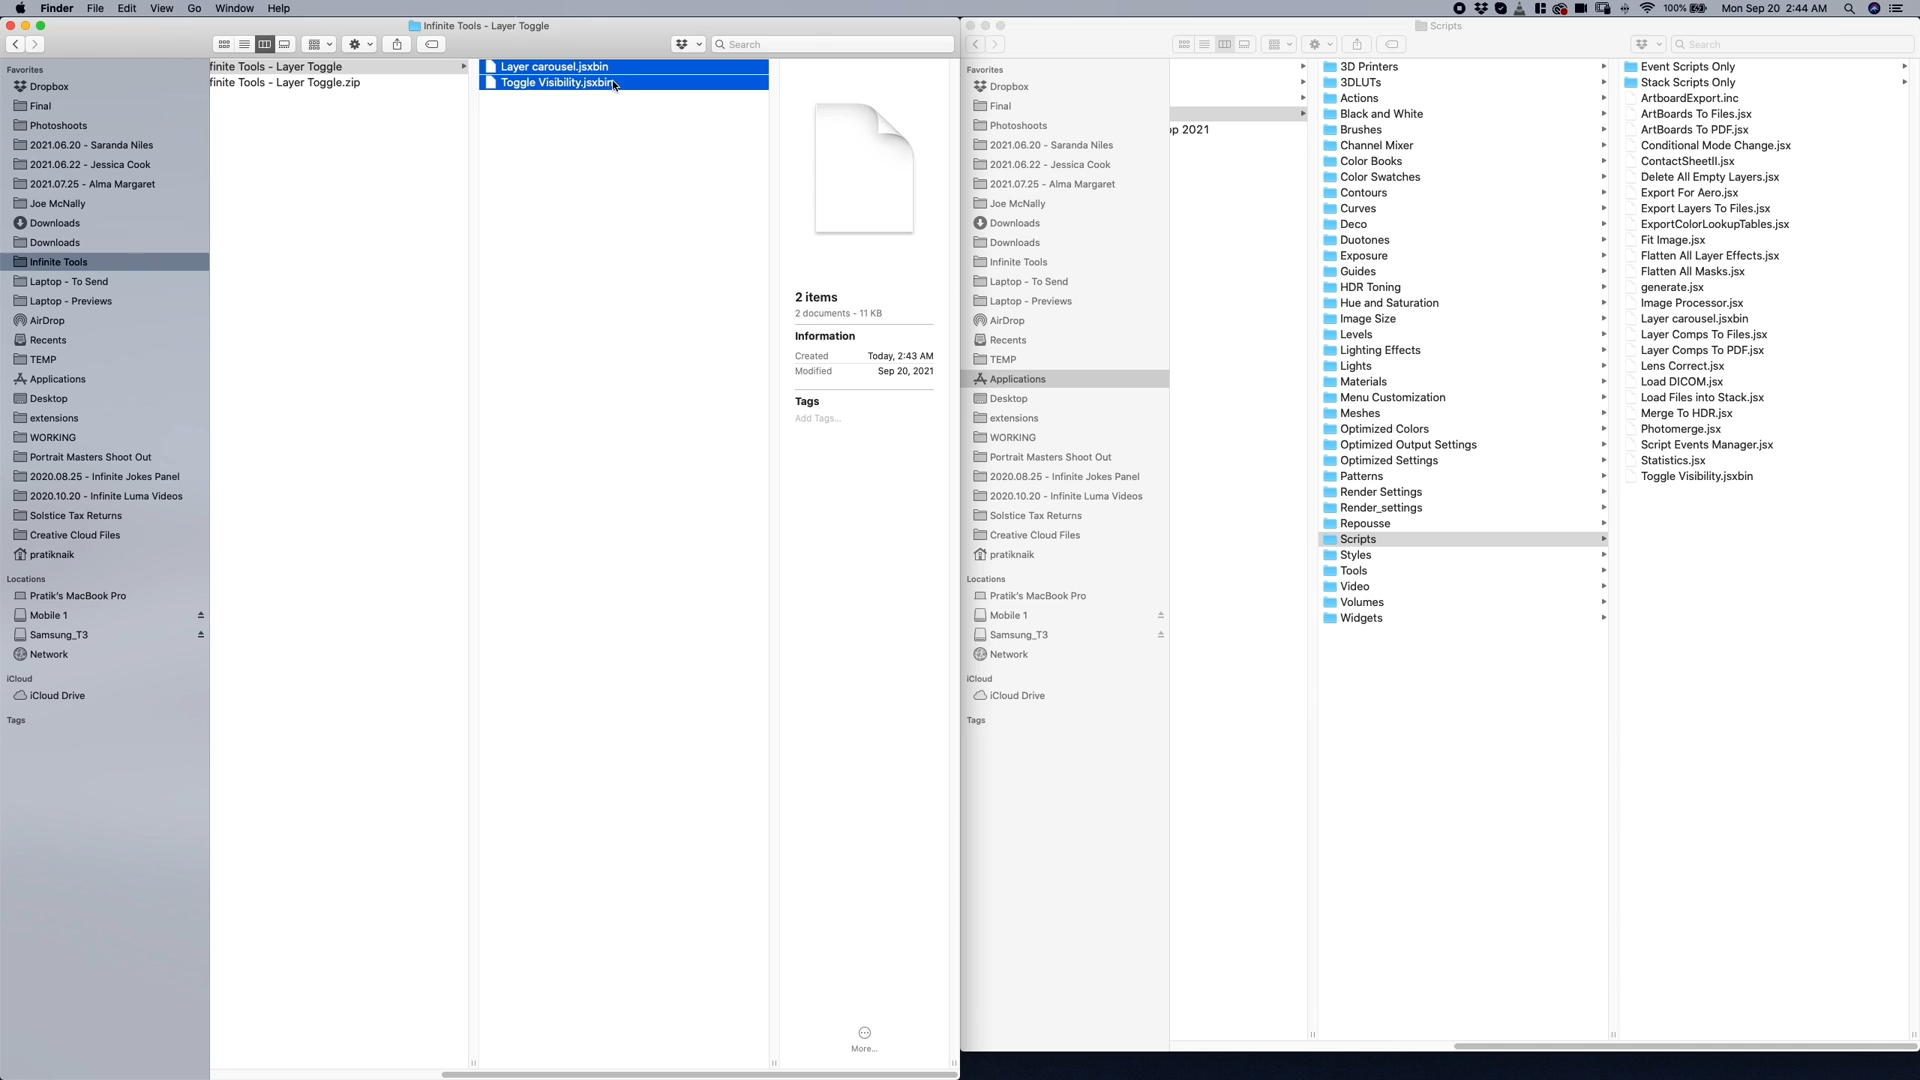 Finder File Edit View Go Window Help
100% Mon Sep 20 2:44 AM
Infinite Tools - Layer Toggle
Search
Favorites
Dropbox
Final
Photoshoots
2021.06.20 - Saranda Niles
2021.06.22 - Jessica Cook
2021.07.25 - Alma Margaret
Joe McNally
Downloads
Downloads
Infinite Tools
Laptop - To Send
Laptop - Previews
AirDrop
Recents
TEMP
Applications
Desktop
extensions
WORKING
Portrait Masters Shoot Out
2020.08.25 - Infinite Jokes Panel
2020.10.20 - Infinite Luma Videos
Solstice Tax Returns
Creative Cloud Files
pratiknaik
Locations
Pratik's MacBook Pro
Mobile 1
Samsung_T3
Network
iCloud
iCloud Drive
Tags
finite Tools - Layer Toggle
finite Tools - Layer Toggle.zip
Layer carousel.jsxbin
Toggle Visibility.jsxbin
2 items
2 documents - 11 KB
Information
Created Today, 2:43 AM
Modified Sep 20, 2021
Tags
Add Tags...
More...
Scripts
Search
Favorites
Dropbox
Final
Photoshoots
2021.06.20 - Saranda Niles
2021.06.22 - Jessica Cook
2021.07.25 - Alma Margaret
Joe McNally
Downloads
Downloads
Infinite Tools
Laptop - To Send
Laptop - Previews
AirDrop
Recents
TEMP
Applications
Desktop
extensions
WORKING
Portrait Masters Shoot Out
2020.08.25 - Infinite Jokes Panel
2020.10.20 - Infinite Luma Videos
Solstice Tax Returns
Creative Cloud Files
pratiknaik
Locations
Pratik's MacBook Pro
Mobile 1
Samsung_T3
Network
iCloud
iCloud Drive
Tags
op 2021
3D Printers
3DLUTs
Actions
Black and White
Brushes
Channel Mixer
Color Books
Color Swatches
Contours
Curves
Deco
Duotones
Exposure
Guides
HDR Toning
Hue and Saturation
Image Size
Levels
Lighting Effects
Lights
Materials
Menu Customization
Meshes
Optimized Colors
Optimized Output Settings
Optimized Settings
Patterns
Render Settings
Render_settings
Repousse
Scripts
Styles
Tools
Video
Volumes
Widgets
Event Scripts Only
Stack Scripts Only
ArtboardExport.inc
ArtBoards To Files.jsx
ArtBoards To PDF.jsx
Conditional Mode Change.jsx
ContactSheetII.jsx
Delete All Empty Layers.jsx
Export For Aero.jsx
Export Layers To Files.jsx
ExportColorLookupTables.jsx
Fit Image.jsx
Flatten All Layer Effects.jsx
Flatten All Masks.jsx
generate.jsx
Image Processor.jsx
Layer carousel.jsxbin
Layer Comps To Files.jsx
Layer Comps To PDF.jsx
Lens Correct.jsx
Load DICOM.jsx
Load Files into Stack.jsx
Merge To HDR.jsx
Photomerge.jsx
Script Events Manager.jsx
Statistics.jsx
Toggle Visibility.jsxbin